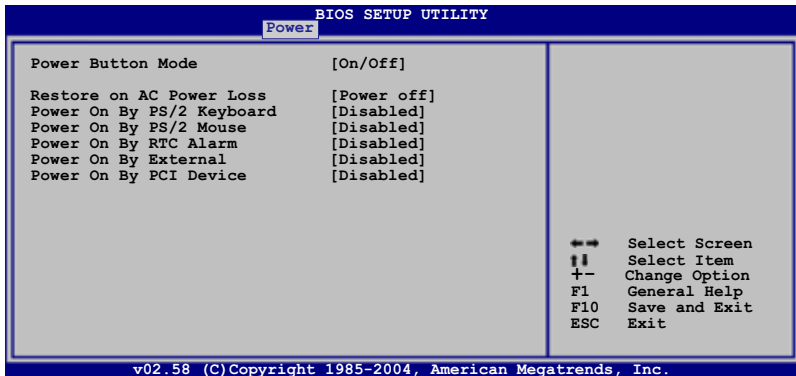 BIOS SETUP UTILITY
Power
Power Button Mode [On/Off]
Restore on AC Power Loss [Power off]
Power On By PS/2 Keyboard [Disabled]
Power On By PS/2 Mouse [Disabled]
Power On By RTC Alarm [Disabled]
Power On By External [Disabled]
Power On By PCI Device [Disabled]
←→ Select Screen
↑↓ Select Item
+- Change Option
F1 General Help
F10 Save and Exit
ESC Exit
v02.58 (C)Copyright 1985-2004, American Megatrends, Inc.